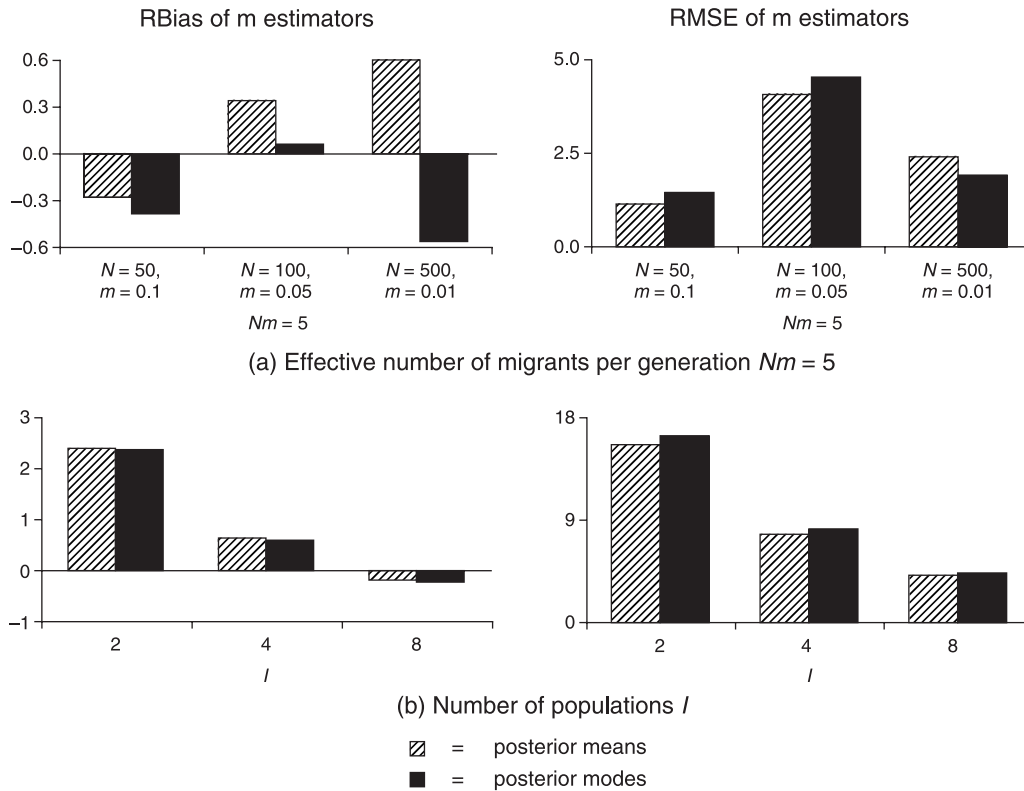 RBias of m estimators
0.6
0.3
0.0
–0.3
–0.6
N = 50,
m = 0.1
N = 100,
m = 0.05
N = 500,
m = 0.01
Nm = 5
RMSE of m estimators
5.0
2.5
0.0
N = 50,
m = 0.1
N = 100,
m = 0.05
N = 500,
m = 0.01
Nm = 5
(a) Effective number of migrants per generation Nm = 5
3
2
1
0
–1
2 4 8
I
18
9
0
2 4 8
I
(b) Number of populations I
= posterior means
= posterior modes